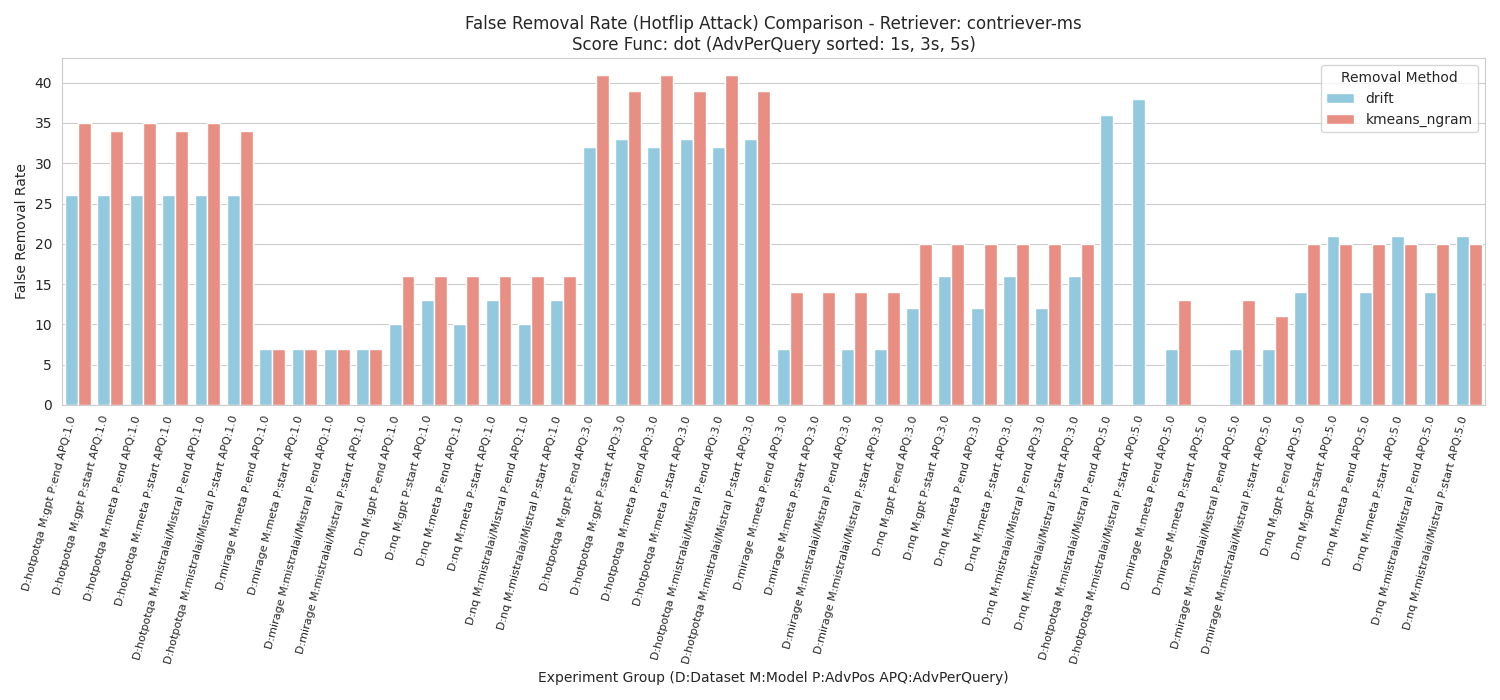 False Removal Rate (Hotflip Attack) Comparison - Retriever: contriever-ms
Score Func: dot (AdvPerQuery sorted: 1s, 3s, 5s)
Removal Method
drift
kmeans_ngram
False Removal Rate
40
35
30
25
20
15
10
5
0
D:hotpotqa M:gpt P:end APQ:1.0
D:hotpotqa M:gpt P:start APQ:1.0
D:hotpotqa M:meta P:end APQ:1.0
D:hotpotqa M:meta P:start APQ:1.0
D:hotpotqa M:mistralai/Mistral P:end APQ:1.0
D:hotpotqa M:mistralai/Mistral P:start APQ:1.0
D:mirage M:meta P:end APQ:1.0
D:mirage M:meta P:start APQ:1.0
D:mirage M:mistralai/Mistral P:end APQ:1.0
D:mirage M:mistralai/Mistral P:start APQ:1.0
D:nq M:gpt P:end APQ:1.0
D:nq M:gpt P:start APQ:1.0
D:nq M:meta P:end APQ:1.0
D:nq M:meta P:start APQ:1.0
D:nq M:mistralai/Mistral P:end APQ:1.0
D:nq M:mistralai/Mistral P:start APQ:1.0
D:hotpotqa M:gpt P:end APQ:3.0
D:hotpotqa M:gpt P:start APQ:3.0
D:hotpotqa M:meta P:end APQ:3.0
D:hotpotqa M:meta P:start APQ:3.0
D:hotpotqa M:mistralai/Mistral P:end APQ:3.0
D:hotpotqa M:mistralai/Mistral P:start APQ:3.0
D:mirage M:meta P:end APQ:3.0
D:mirage M:meta P:start APQ:3.0
D:mirage M:mistralai/Mistral P:end APQ:3.0
D:mirage M:mistralai/Mistral P:start APQ:3.0
D:nq M:gpt P:end APQ:3.0
D:nq M:gpt P:start APQ:3.0
D:nq M:meta P:end APQ:3.0
D:nq M:meta P:start APQ:3.0
D:nq M:mistralai/Mistral P:end APQ:3.0
D:nq M:mistralai/Mistral P:start APQ:3.0
D:hotpotqa M:mistralai/Mistral P:end APQ:5.0
D:hotpotqa M:mistralai/Mistral P:start APQ:5.0
D:mirage M:meta P:end APQ:5.0
D:mirage M:meta P:start APQ:5.0
D:mirage M:mistralai/Mistral P:end APQ:5.0
D:mirage M:mistralai/Mistral P:start APQ:5.0
D:nq M:gpt P:end APQ:5.0
D:nq M:gpt P:start APQ:5.0
D:nq M:meta P:end APQ:5.0
D:nq M:meta P:start APQ:5.0
D:nq M:mistralai/Mistral P:end APQ:5.0
D:nq M:mistralai/Mistral P:start APQ:5.0
Experiment Group (D:Dataset M:Model P:AdvPos APQ:AdvPerQuery)